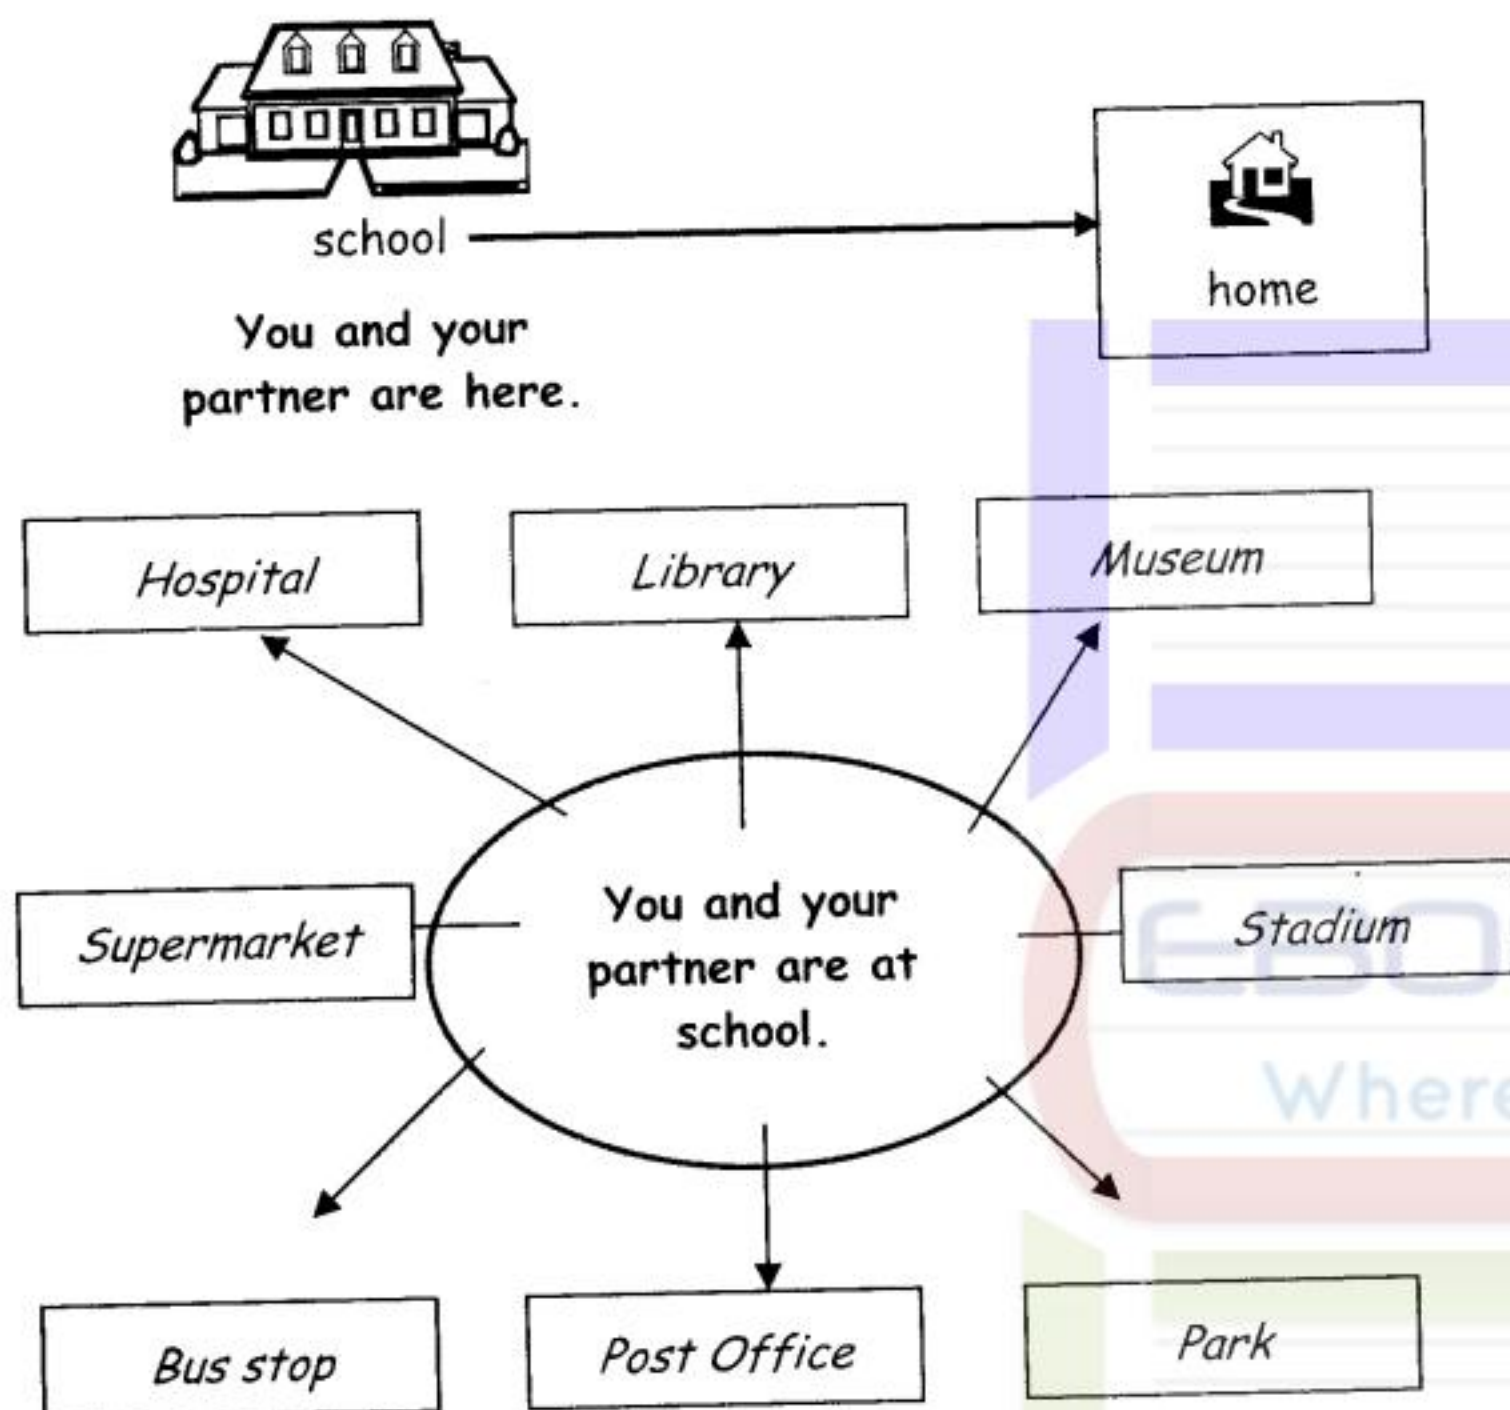 school
home
You and your
partner are here.
Hospital
Library
Museum
You and your
partner are at
school.
Supermarket
Stadium
Where
Bus stop
Post Office
Park